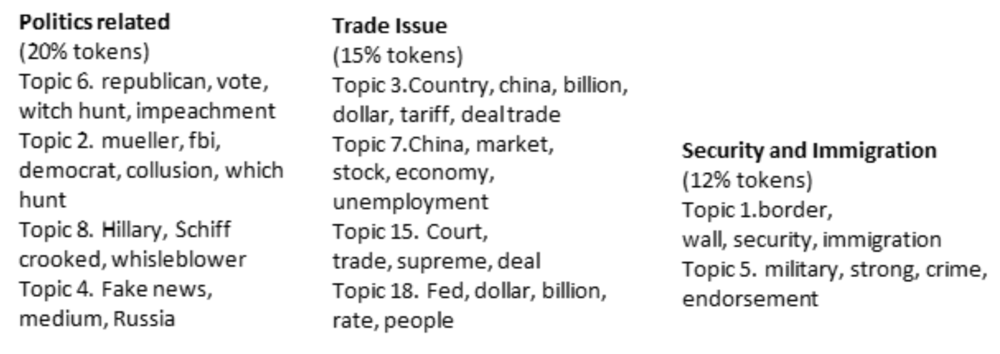 Politics related
(20% tokens)
Topic 6. republican, vote,
witch hunt, impeachment
Topic 2. mueller, fbi,
democrat, collusion, which
hunt
Topic 8. Hillary, Schiff
crooked, whisleblower
Topic 4. Fake news,
medium, Russia
Trade Issue
(15% tokens)
Topic 3.Country, china, billion,
dollar, tariff, deal trade
Topic 7.China, market,
stock, economy,
unemployment
Topic 15. Court,
trade, supreme, deal
Topic 18. Fed, dollar, billion,
rate, people
Security and Immigration
(12% tokens)
Topic 1.border,
wall, security, immigration
Topic 5. military, strong, crime,
endorsement